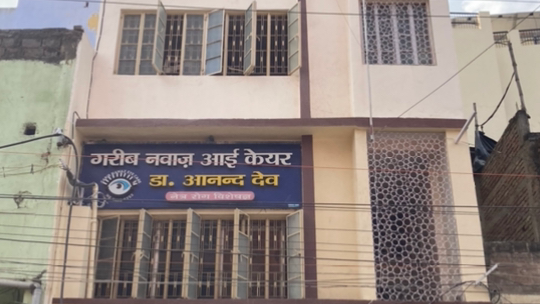 गरीब नवाज़ आई केयर
डा. आनन्द देव
नेत्र रोग विशेषज्ञ